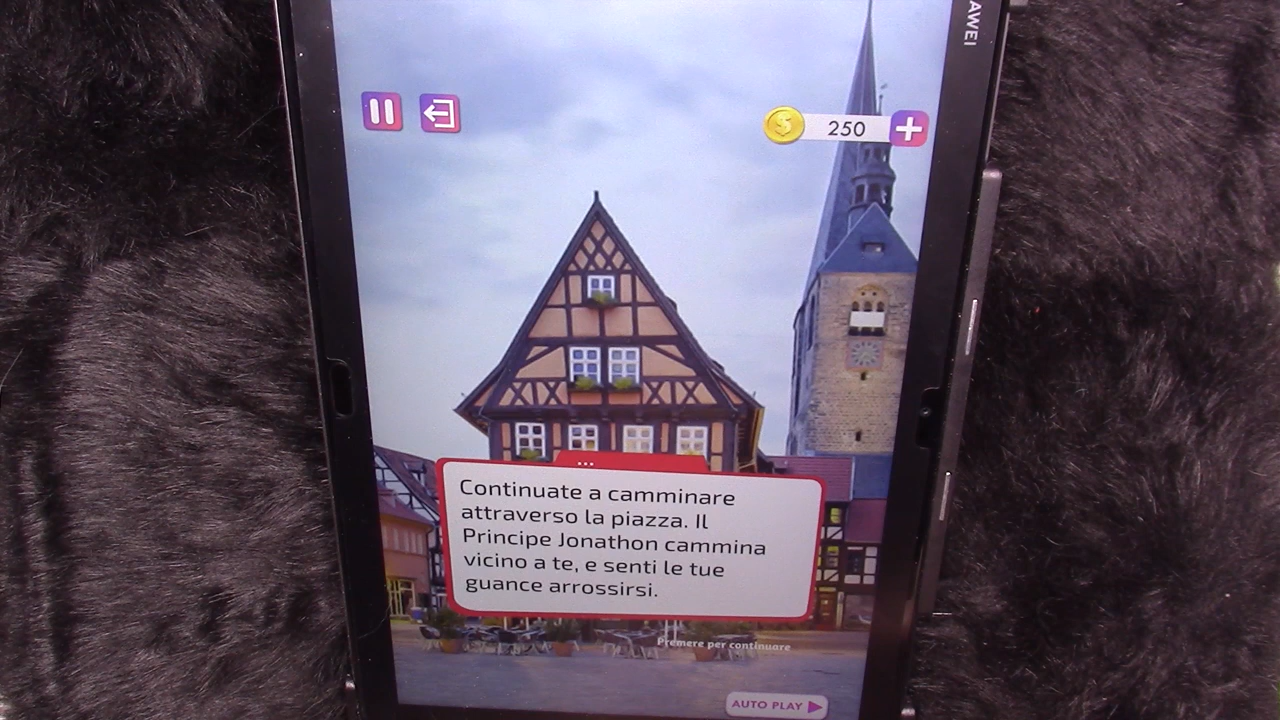 AWEI
250
...
Continuate a camminare
attraverso la piazza. Il
Principe Jonathon cammina
vicino a te, e senti le tue
guance arrossirsi.
Premere per continuare
AUTO PLAY